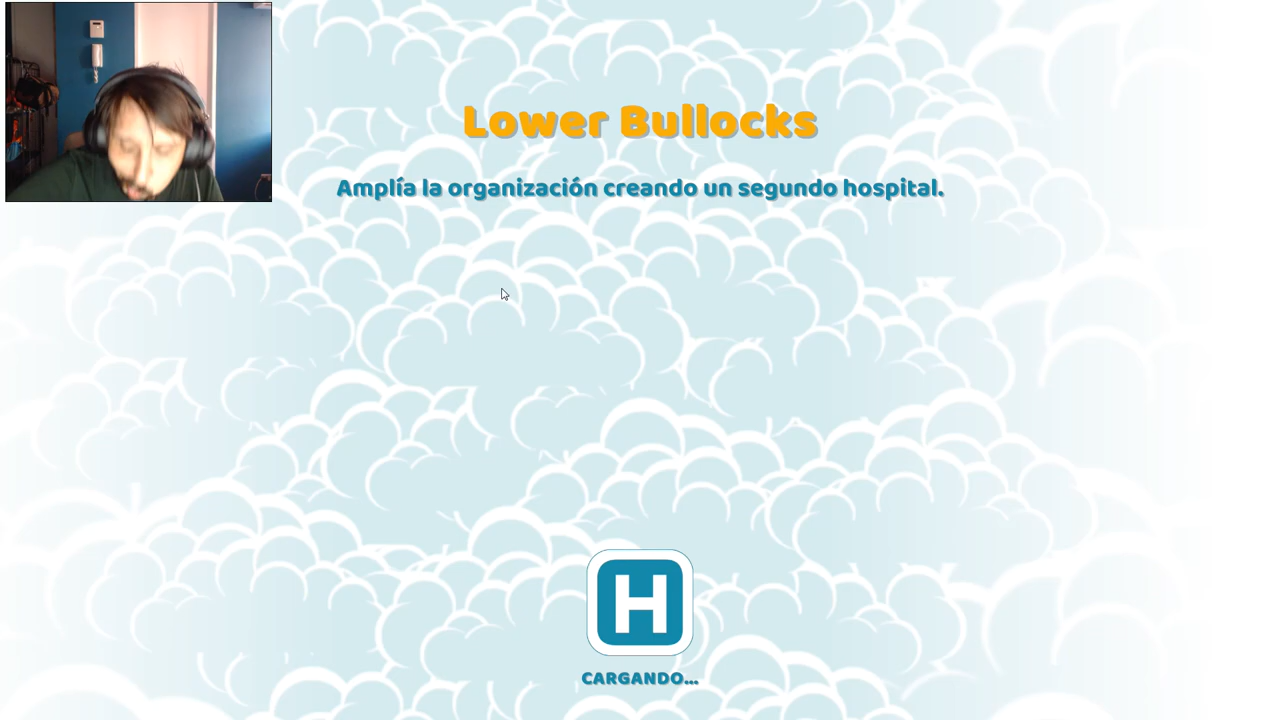 Lower Bullocks
Amplía la organización creando un segundo hospital.
H
CARGANDO...